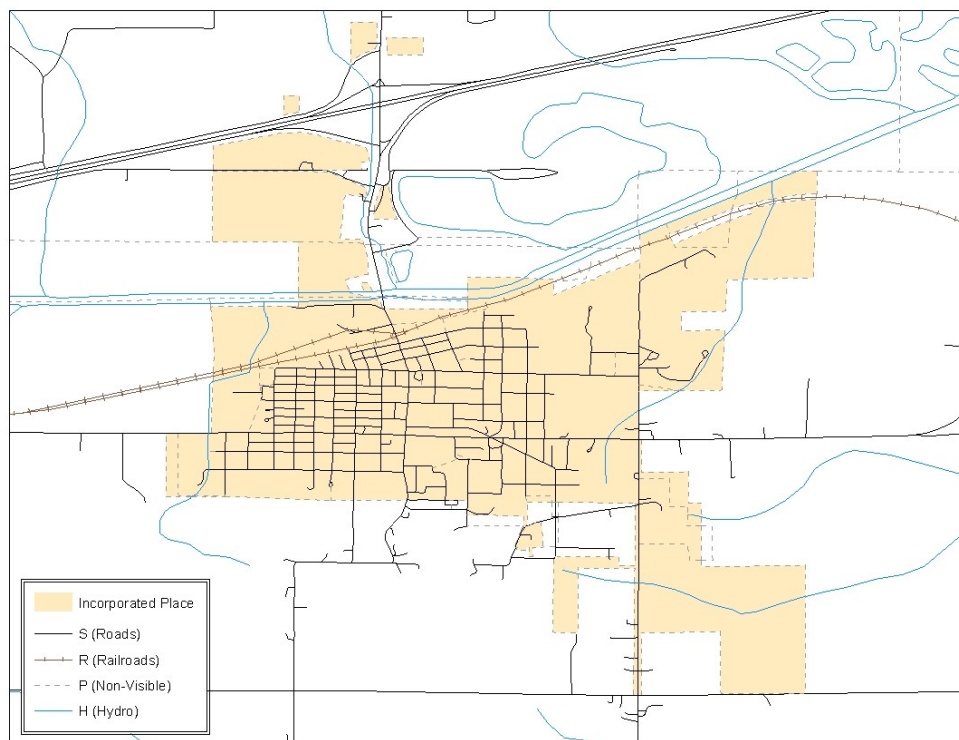 Incorporated Place
S (Roads)
R (Railroads)
P (Non-Visible)
H (Hydro)